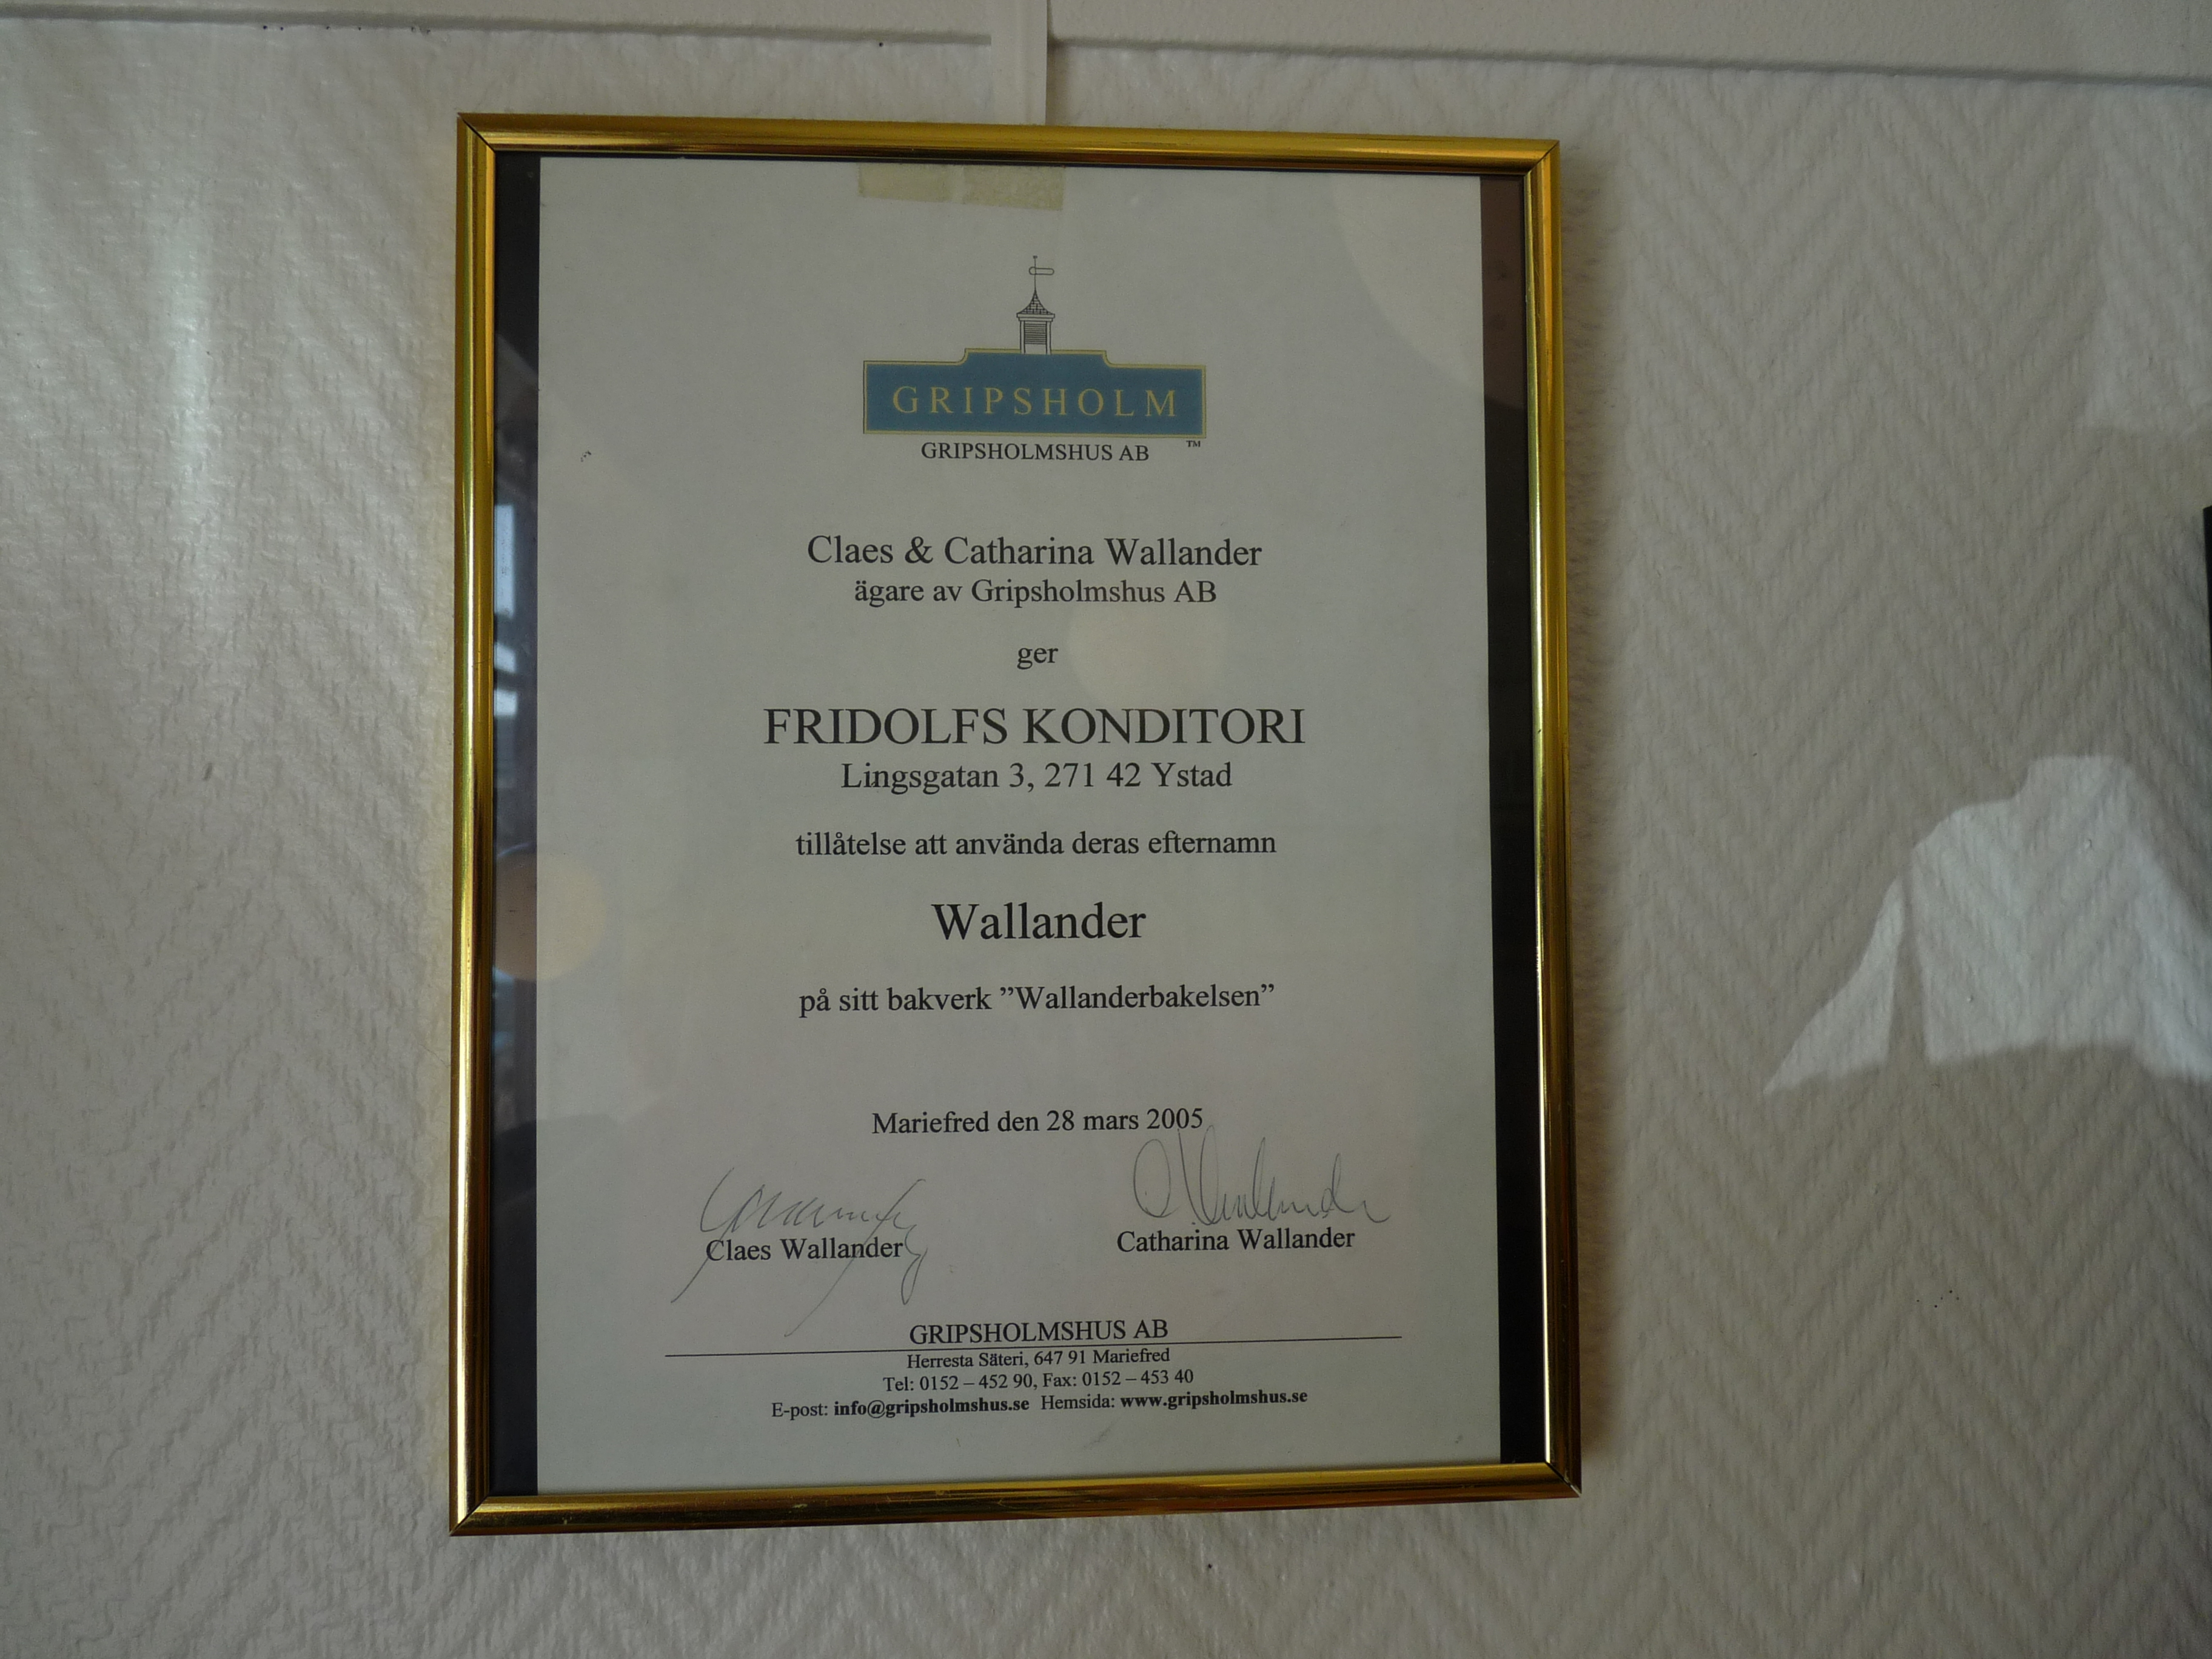 GRIPSHOLM
™
GRIPSHOLMSHUS AB
Claes & Catharina Wallander
ägare av Gripsholmshus AB
ger
FRIDOLFS KONDITORI
Lingsgatan 3, 271 42 Ystad
tillåtelse att använda deras efternamn
Wallander
på sitt bakverk ”Wallanderbakelsen”
Mariefred den 28 mars 2005
Claes Wallander
Catharina Wallander
GRIPSHOLMSHUS AB
Herresta Säteri, 647 91 Mariefred
Tel: 0152 – 452 90, Fax: 0152 – 453 40
E-post: info@gripsholmshus.se Hemsida: www.gripsholmshus.se